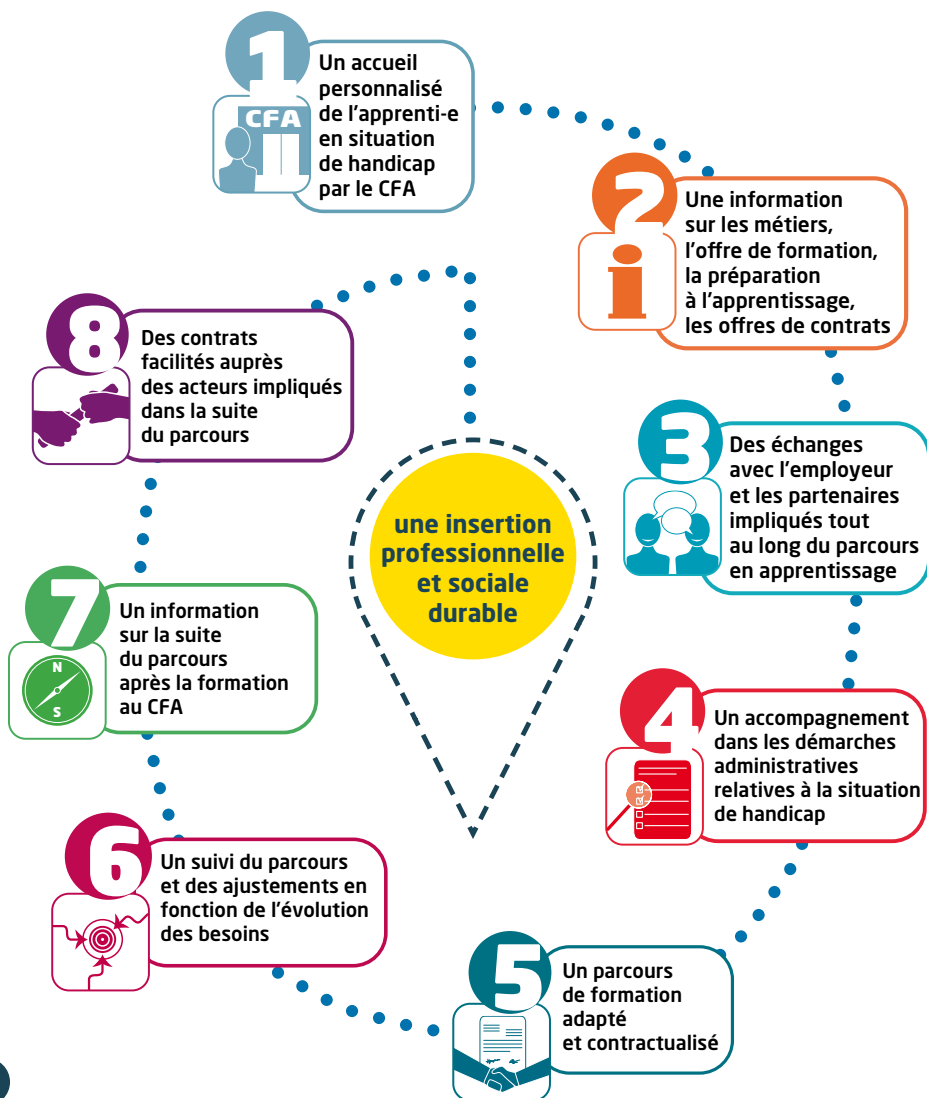 1
Un accueil
personnalisé
de l'apprenti-e
en situation
de handicap
par le CFA
CFA
2
Une information
sur les métiers,
l'offre de formation,
la préparation
à l'apprentissage,
les offres de contrats
i
3
Des échanges
avec l'employeur
et les partenaires
impliqués tout
au long du parcours
en apprentissage
4
Un accompagnement
dans les démarches
administratives
relatives à la situation
de handicap
5
Un parcours
de formation
adapté
et contractualisé
6
Un suivi du parcours
et des ajustements en
fonction de l'évolution
des besoins
7
Un information
sur la suite
du parcours
après la formation
au CFA
N
S
8
Des contrats
facilités auprès
des acteurs impliqués
dans la suite
du parcours
une insertion
professionnelle
et sociale
durable